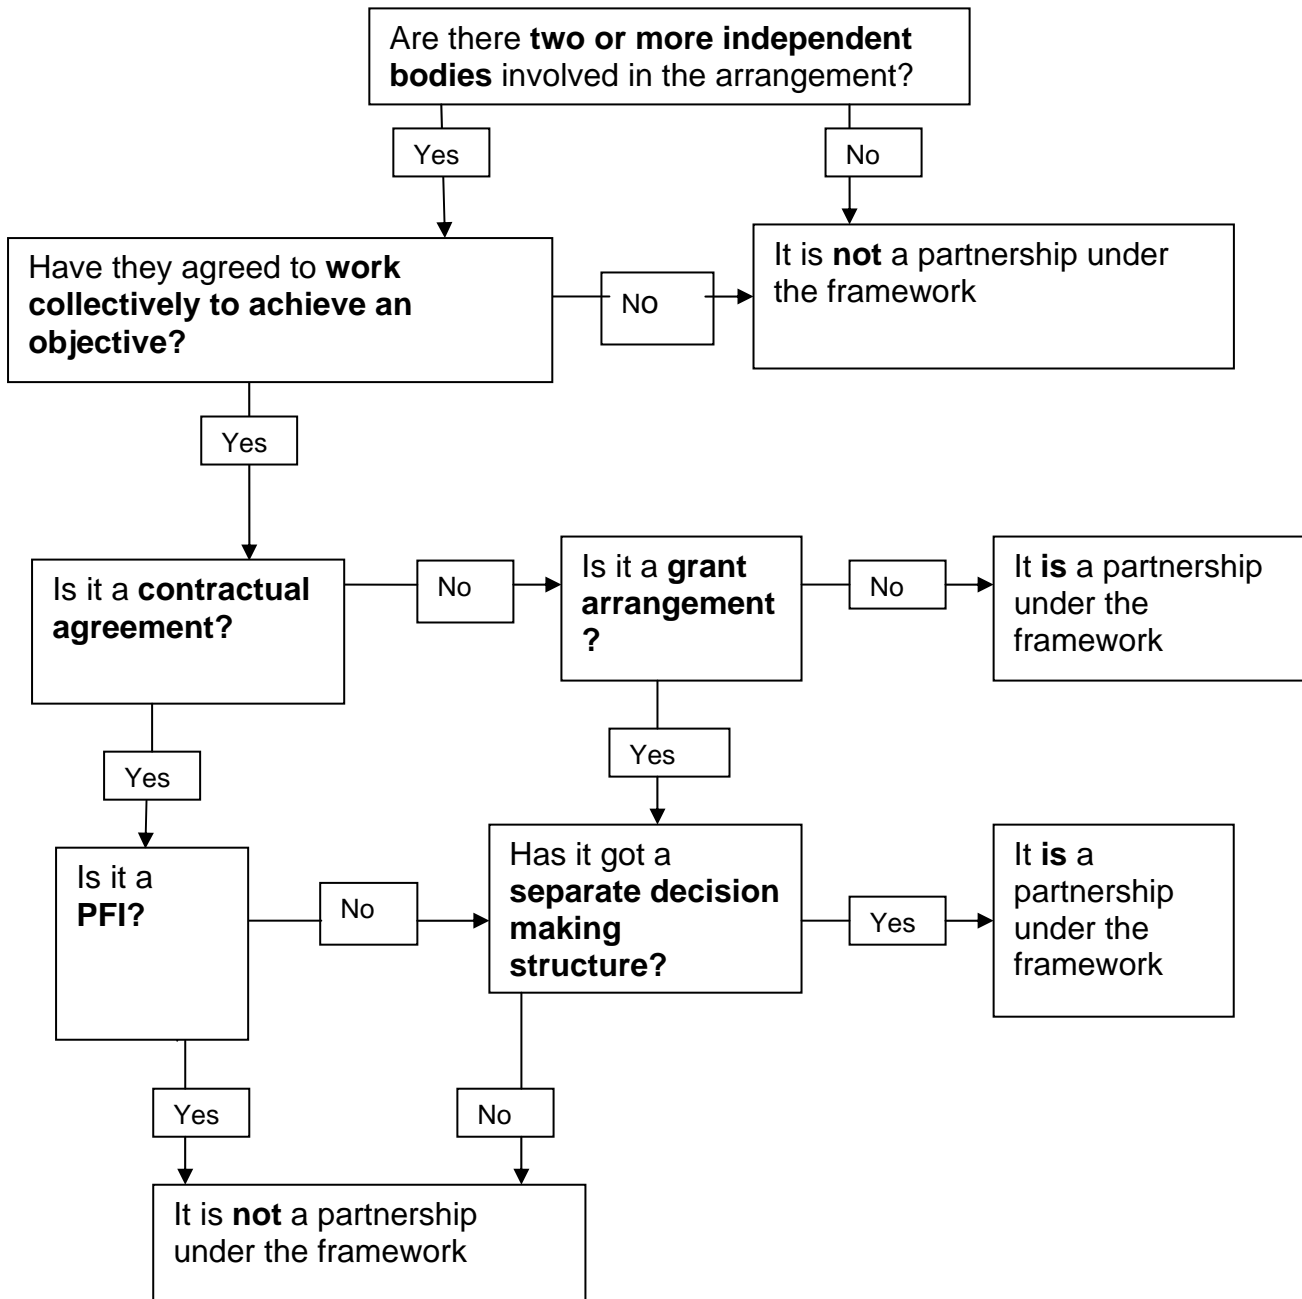 Are there two or more independent
bodies involved in the arrangement?
Yes
No
Have they agreed to work
collectively to achieve an
objective?
No
It is not a partnership under
the framework
Yes
Is it a contractual
agreement?
No
Is it a grant
arrangement
?
No
It is a partnership
under the
framework
Yes
Yes
Is it a
PFI?
No
Has it got a
separate decision
making
structure?
Yes
It is a
partnership
under the
framework
Yes
No
It is not a partnership
under the framework